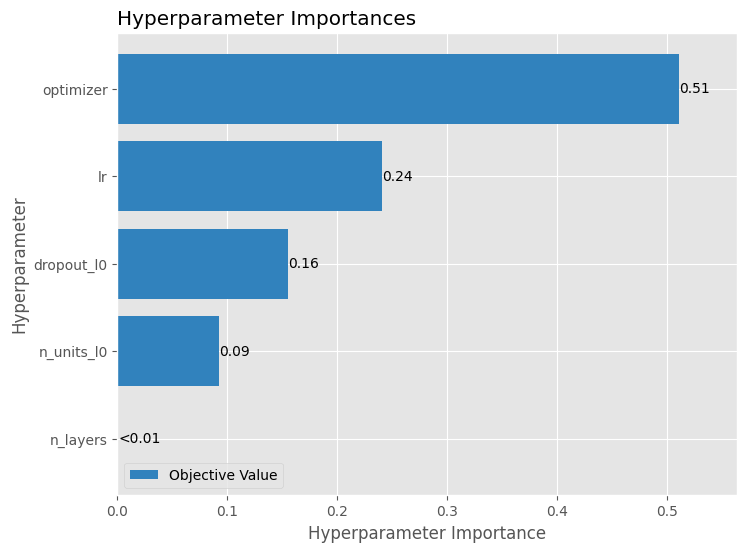 Hyperparameter Importances
optimizer
0.51
lr
0.24
dropout_l0
0.16
n_units_l0
0.09
n_layers
<0.01
Hyperparameter
Objective Value
0.0 0.1 0.2 0.3 0.4 0.5
Hyperparameter Importance